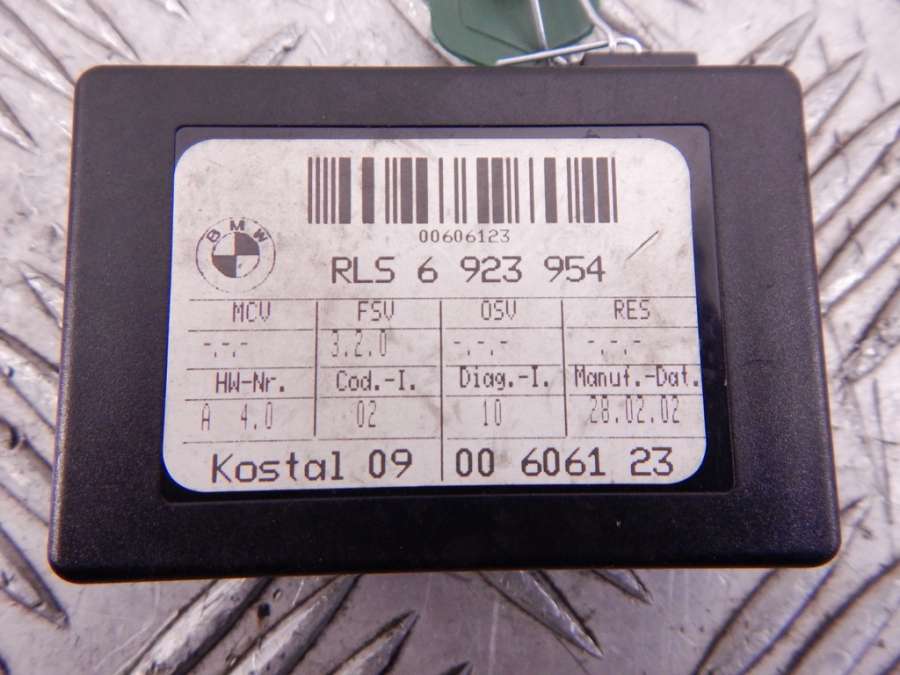 00606123
BMW
RLS 6 923 954
MCV FSV OSV RES
-.-.- 3.2.0 -.-.- -.-.-
HW-Nr. Cod.-I. Diag.-I. Manuf.-Dat.
A 4.0 02 10 28.02.02
Kostal 09 00 6061 23